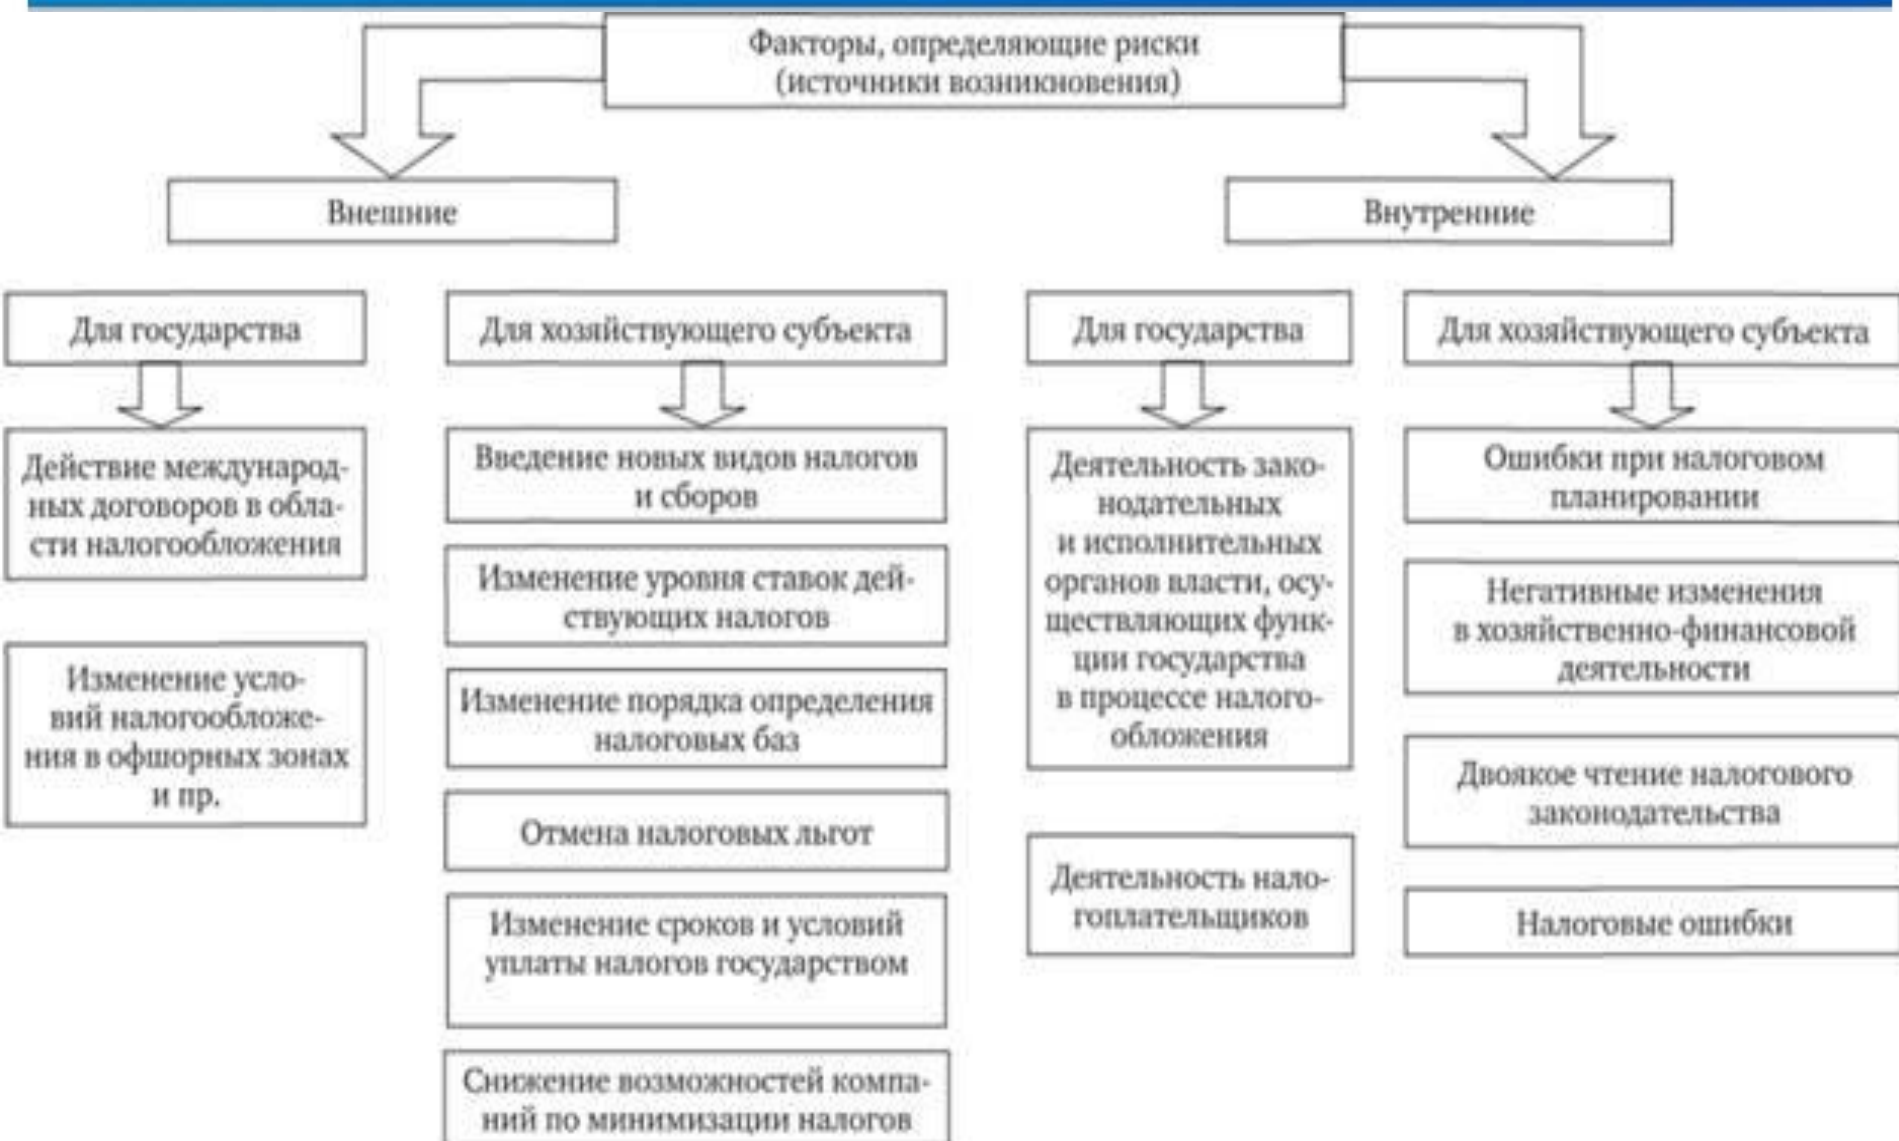 Факторы, определяющие риски
(источники возникновения)
Внешние
Внутренние
Для государства
Действие международ-
ных договоров в обла-
сти налогообложения
Изменение усло-
вий налогообложе-
ния в офшорных зонах
и пр.
Для хозяйствующего субъекта
Введение новых видов налогов
и сборов
Изменение уровня ставок дей-
ствующих налогов
Изменение порядка определения
налоговых баз
Отмена налоговых льгот
Изменение сроков и условий
уплаты налогов государством
Снижение возможностей компа-
ний по минимизации налогов
Для государства
Деятельность зако-
нодательных
и исполнительных
органов власти, осу-
ществляющих функ-
ции государства
в процессе налого-
обложения
Деятельность нало-
гоплательщиков
Для хозяйствующего субъекта
Ошибки при налоговом
планировании
Негативные изменения
в хозяйственно-финансовой
деятельности
Двоякое чтение налогового
законодательства
Налоговые ошибки